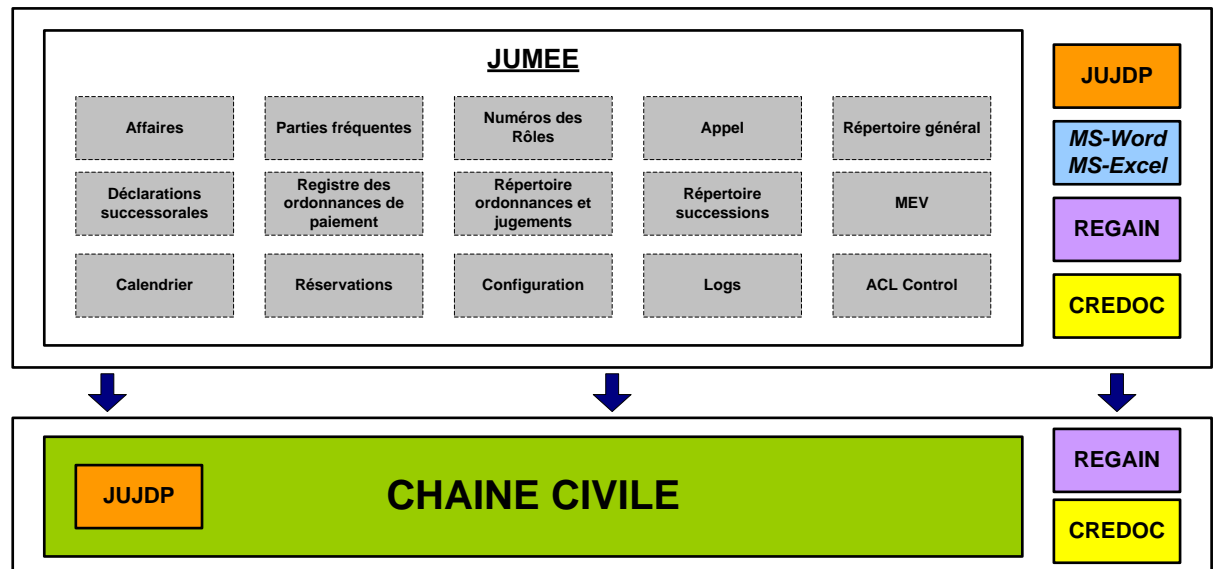 JUMEE
Affaires
Parties fréquentes
Numéros des
Rôles
Appel
Répertoire général
Déclarations
successorales
Registre des
ordonnances de
paiement
Répertoire
ordonnances et
jugements
Répertoire
successions
MEV
Calendrier
Réservations
Configuration
Logs
ACL Control
JUJDP
MS-Word
MS-Excel
REGAIN
CREDOC
JUJDP
CHAINE CIVILE
REGAIN
CREDOC